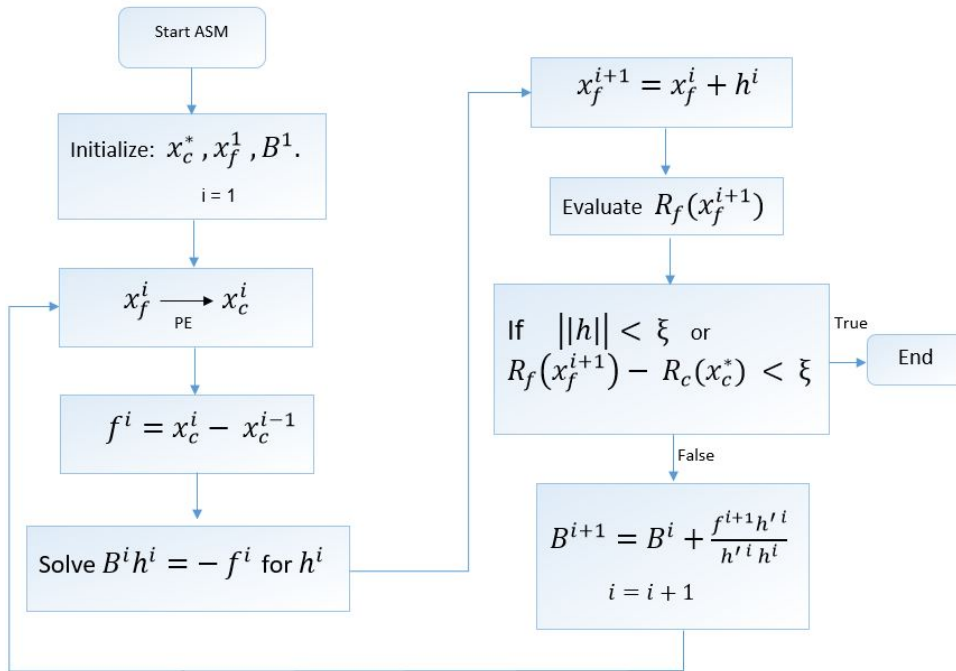 Start ASM
Initialize: x_c^* , x_f^1 , B^1.
i = 1
x_f^i ⟶ x_c^i
PE
f^i = x_c^i − x_c^{i−1}
Solve B^i h^i = − f^i for h^i
x_f^{i+1} = x_f^i + h^i
Evaluate R_f(x_f^{i+1})
If ||h|| < ξ or
R_f(x_f^{i+1}) − R_c(x_c^*) < ξ
True
End
False
B^{i+1} = B^i + \frac{f^{i+1} h'^i}{h'^i h^i}
i = i + 1